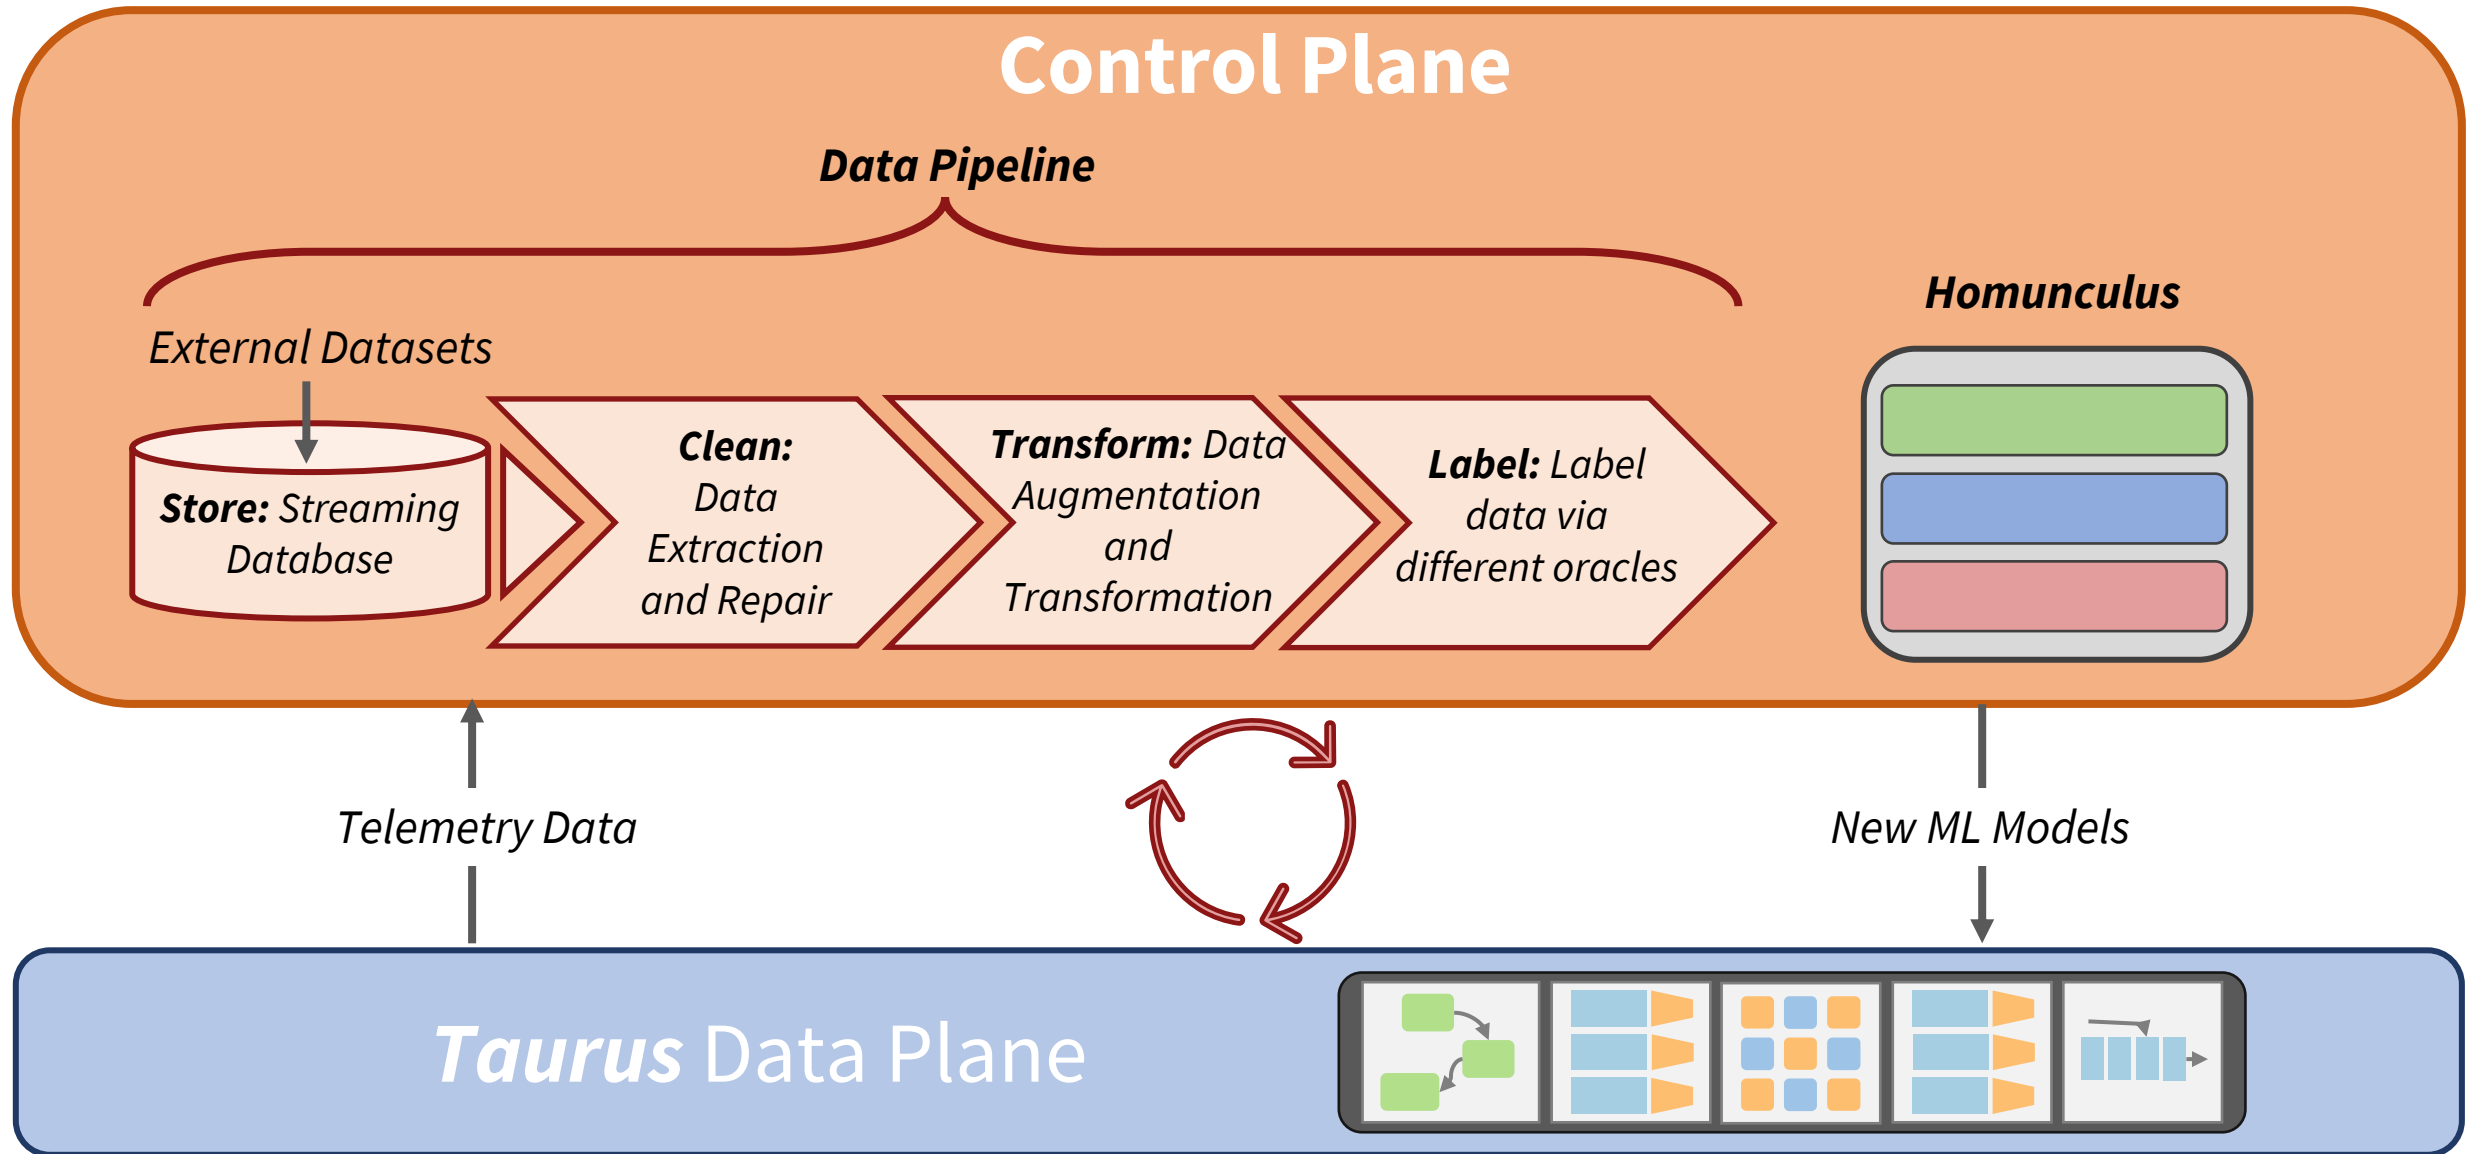 Control Plane
Data Pipeline
Homunculus
External Datasets
Store: Streaming
Database
Clean:
Data
Extraction
and Repair
Transform: Data
Augmentation
and
Transformation
Label: Label
data via
different oracles
Telemetry Data
New ML Models
Taurus Data Plane